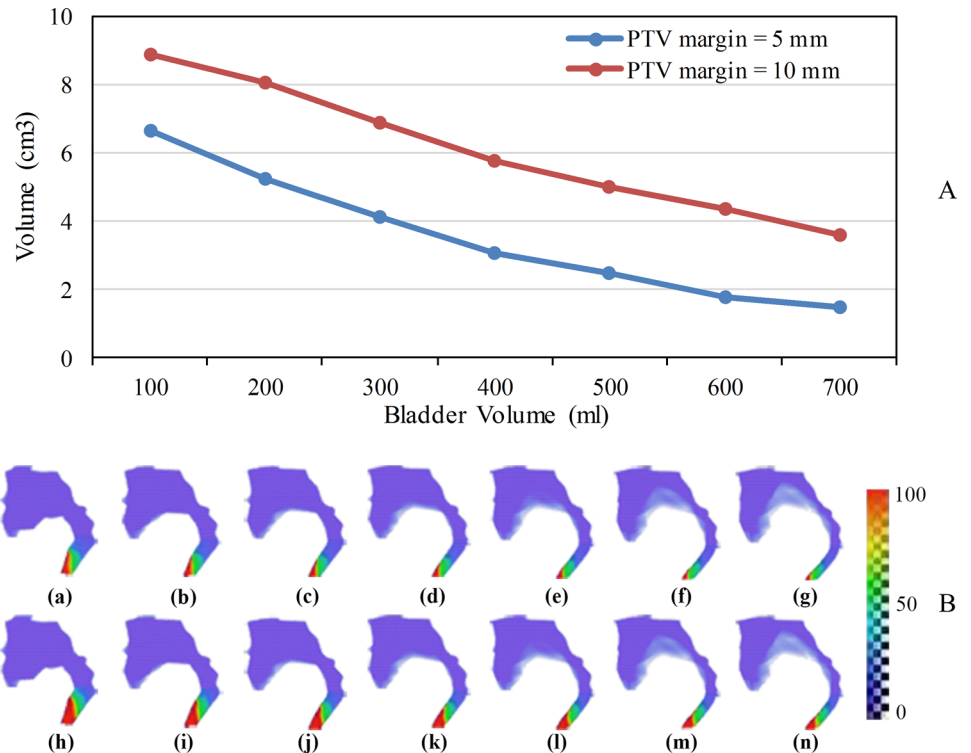 10
8
6
4
2
0
Volume (cm3)
PTV margin = 5 mm
PTV margin = 10 mm
A
100 200 300 400 500 600 700
Bladder Volume (ml)
(a) (b) (c) (d) (e) (f) (g)
(h) (i) (j) (k) (l) (m) (n)
100
50
0
B